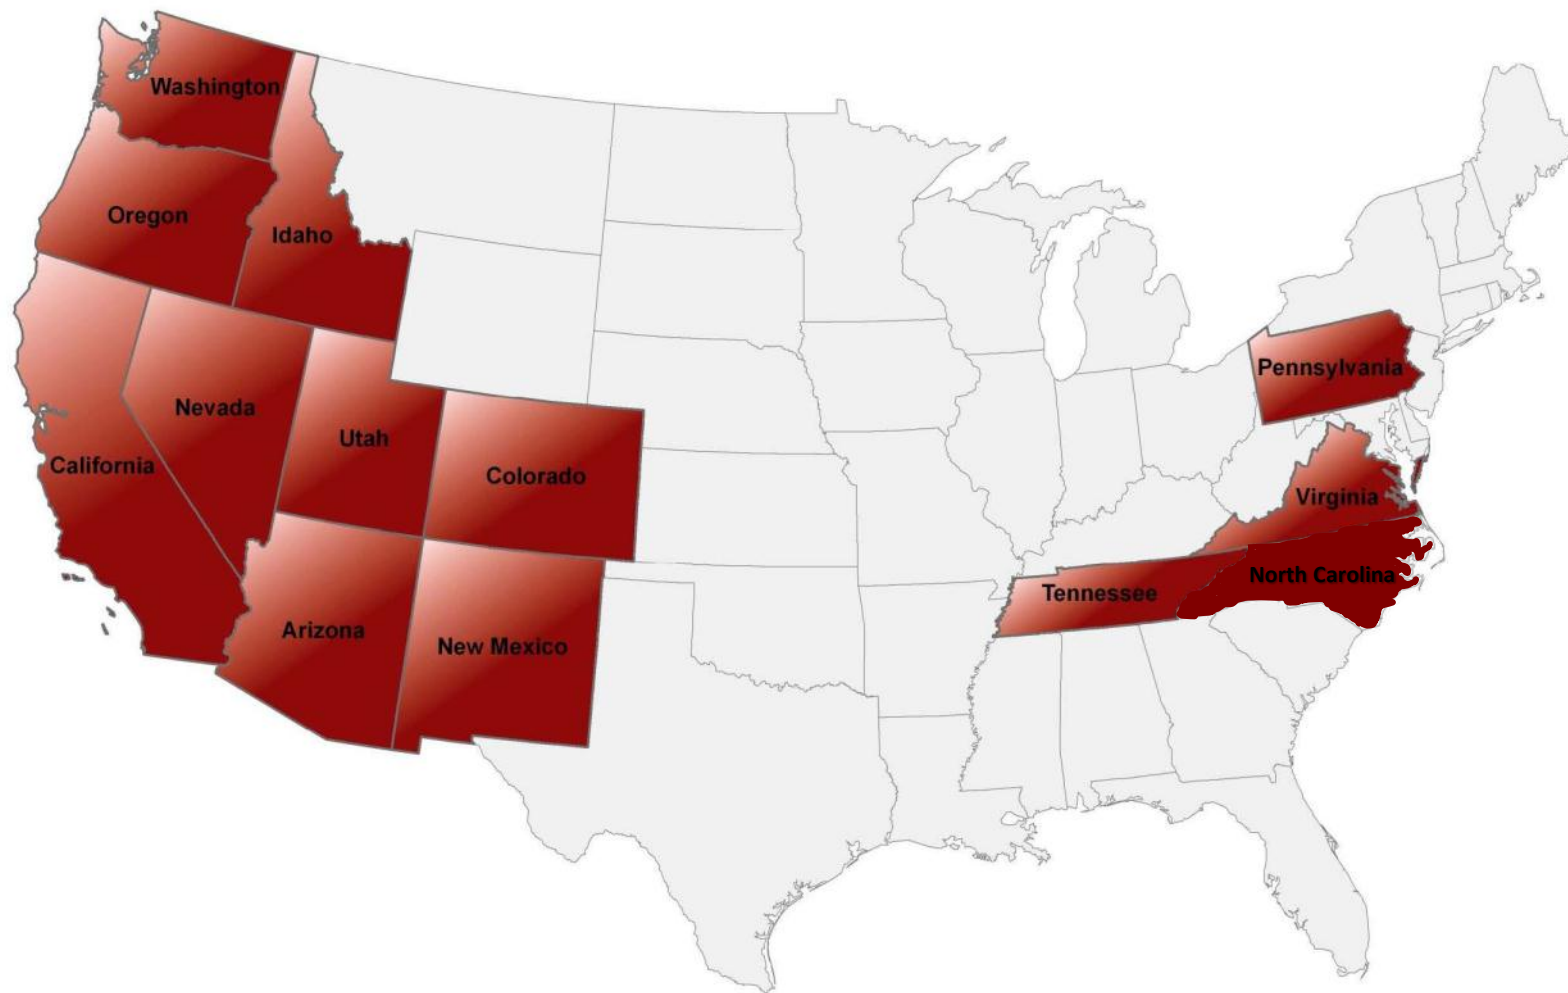 Washington
Oregon
Idaho
Pennsylvania
Nevada
Utah
California
Colorado
Virginia
North Carolina
Tennessee
Arizona
New Mexico